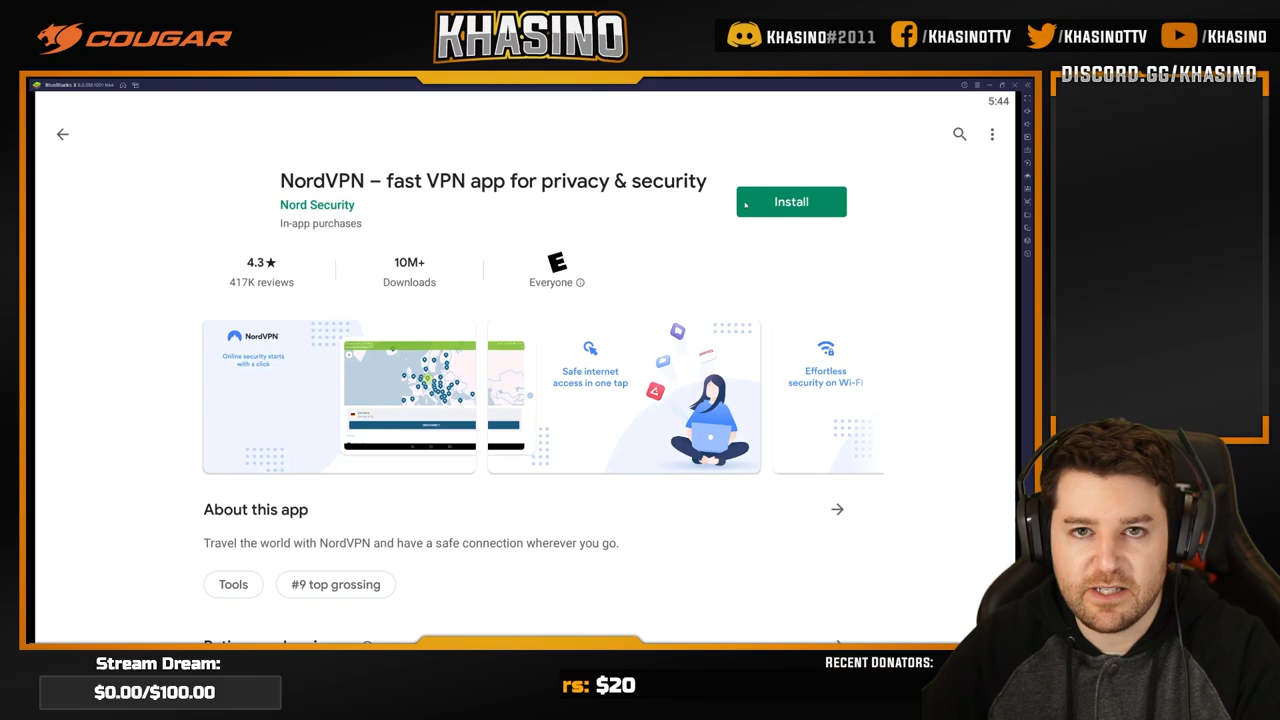 COUGAR
KHASINO
KHASINO#2011
/KHASINOTTV
/KHASINOTTV
/KHASINO
DISCORD.GG/KHASINO
BlueStacks 3
5:44
NordVPN – fast VPN app for privacy & security
Nord Security
In-app purchases
Install
4.3★
417K reviews
10M+
Downloads
E
Everyone
NordVPN
Online security starts
with a click
Safe internet
access in one tap
Effortless
security on Wi-Fi
About this app
Travel the world with NordVPN and have a safe connection wherever you go.
Tools
#9 top grossing
Stream Dream:
$0.00/$100.00
rs: $20
RECENT DONATORS: